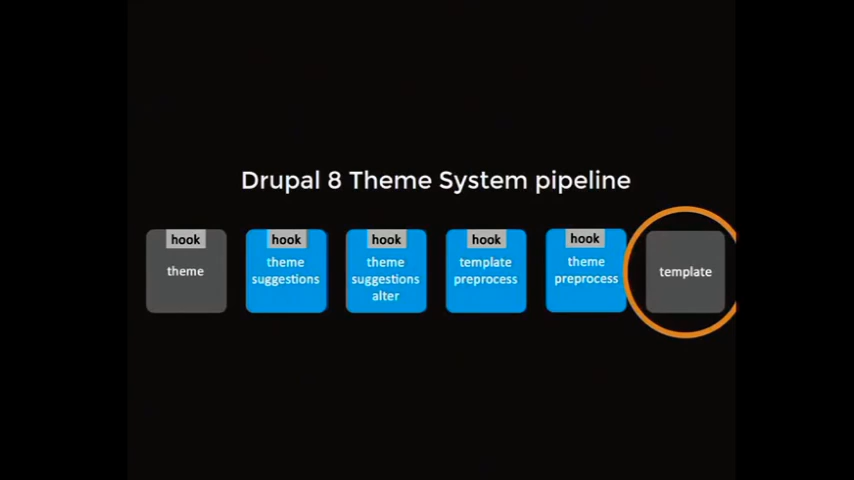 Drupal 8 Theme System pipeline
hook
theme
hook
theme
suggestions
hook
theme
suggestions
alter
hook
template
preprocess
hook
theme
preprocess
template